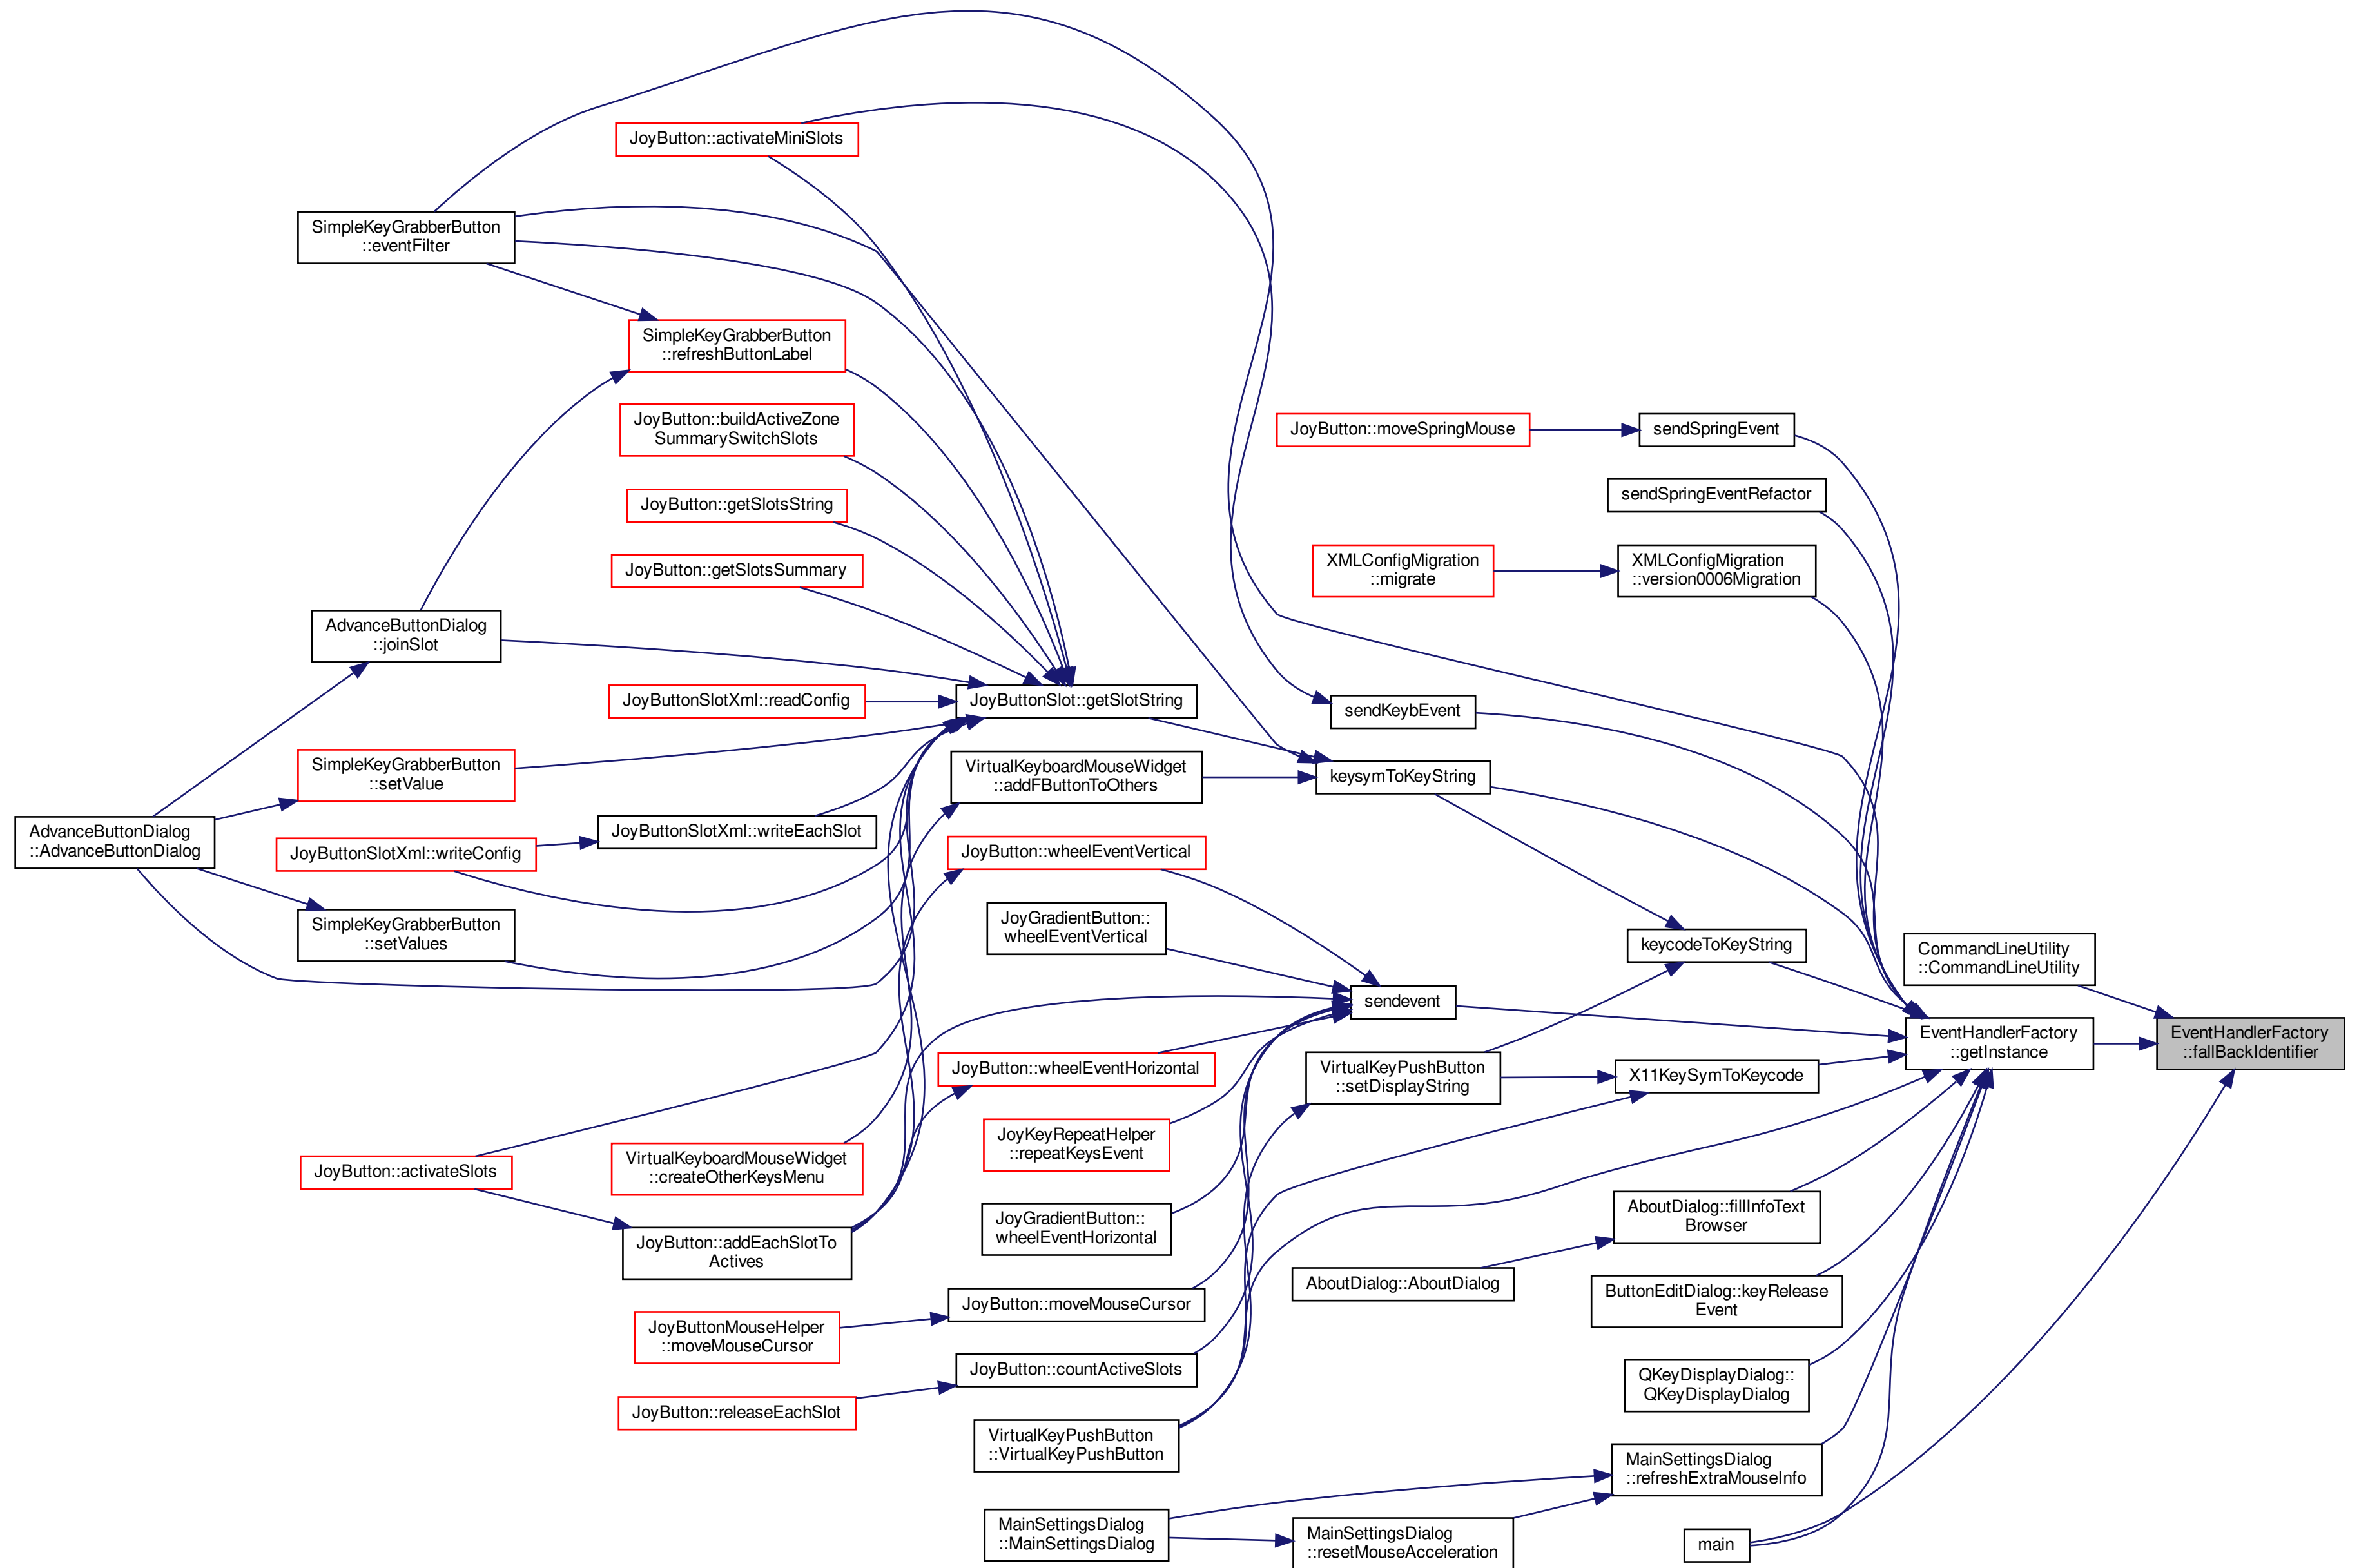 JoyButton::activateMiniSlots
SimpleKeyGrabberButton
::eventFilter
SimpleKeyGrabberButton
::refreshButtonLabel
JoyButton::buildActiveZone
SummarySwitchSlots
JoyButton::moveSpringMouse
sendSpringEvent
JoyButton::getSlotsString
sendSpringEventRefactor
JoyButton::getSlotsSummary
XMLConfigMigration
::migrate
XMLConfigMigration
::version0006Migration
AdvanceButtonDialog
::joinSlot
JoyButtonSlotXml::readConfig
JoyButtonSlot::getSlotString
sendKeybEvent
SimpleKeyGrabberButton
::setValue
VirtualKeyboardMouseWidget
::addFButtonToOthers
keysymToKeyString
AdvanceButtonDialog
::AdvanceButtonDialog
JoyButtonSlotXml::writeConfig
JoyButtonSlotXml::writeEachSlot
JoyButton::wheelEventVertical
SimpleKeyGrabberButton
::setValues
JoyGradientButton::
wheelEventVertical
keycodeToKeyString
CommandLineUtility
::CommandLineUtility
sendevent
EventHandlerFactory
::getInstance
EventHandlerFactory
::fallBackIdentifier
JoyButton::wheelEventHorizontal
VirtualKeyPushButton
::setDisplayString
X11KeySymToKeycode
JoyKeyRepeatHelper
::repeatKeysEvent
JoyButton::activateSlots
VirtualKeyboardMouseWidget
::createOtherKeysMenu
JoyGradientButton::
wheelEventHorizontal
AboutDialog::fillInfoText
Browser
JoyButton::addEachSlotTo
Actives
AboutDialog::AboutDialog
ButtonEditDialog::keyRelease
Event
JoyButton::moveMouseCursor
JoyButtonMouseHelper
::moveMouseCursor
JoyButton::countActiveSlots
QKeyDisplayDialog::
QKeyDisplayDialog
JoyButton::releaseEachSlot
VirtualKeyPushButton
::VirtualKeyPushButton
MainSettingsDialog
::refreshExtraMouseInfo
MainSettingsDialog
::MainSettingsDialog
MainSettingsDialog
::resetMouseAcceleration
main